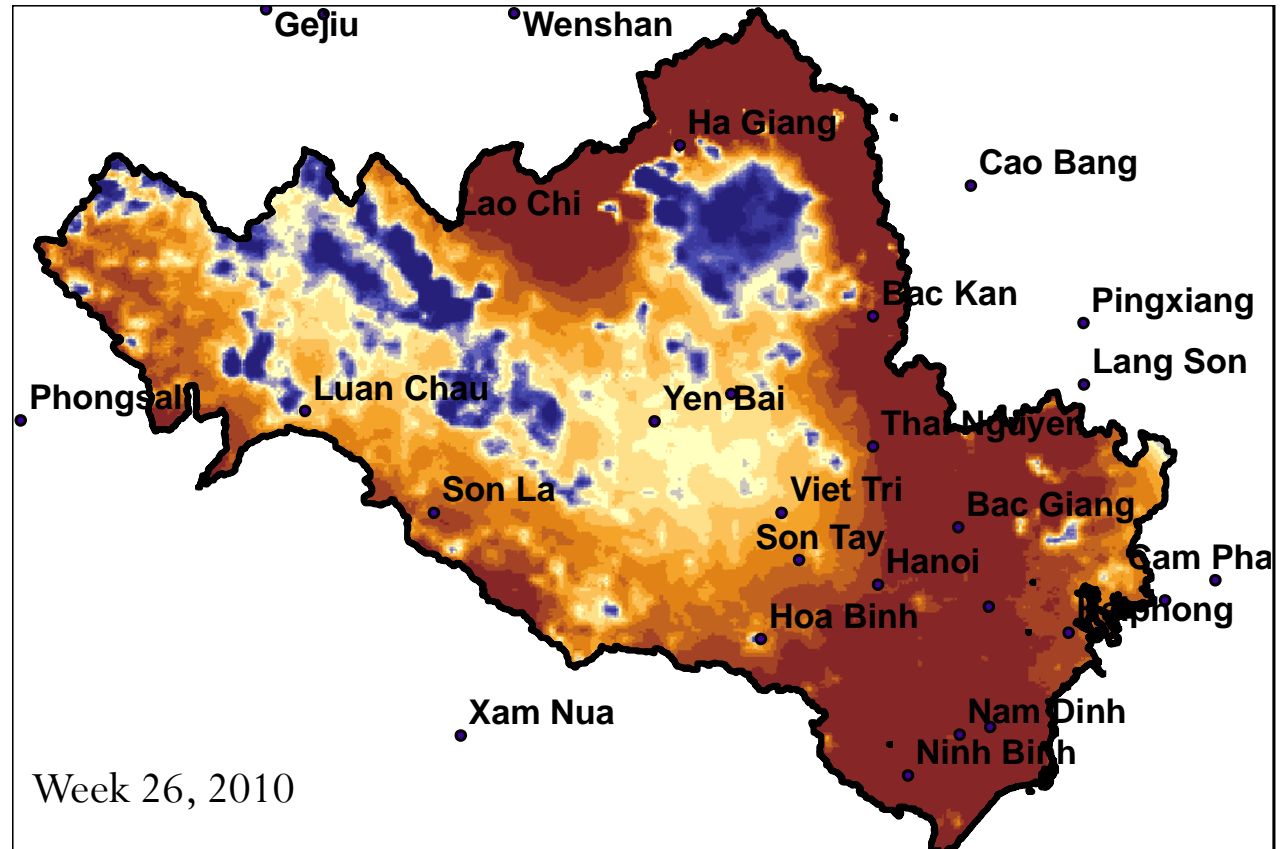 Gejiu
Wenshan
Ha Giang
Cao Bang
Lao Chi
Bac Kan
Pingxiang
Lang Son
Phongsali
Luan Chau
Yen Bai
Thai Nguyen
Son La
Viet Tri
Bac Giang
Son Tay
Hanoi
Cam Pha
Hoa Binh
Haiphong
Xam Nua
Nam Dinh
Ninh Binh
Week 26, 2010